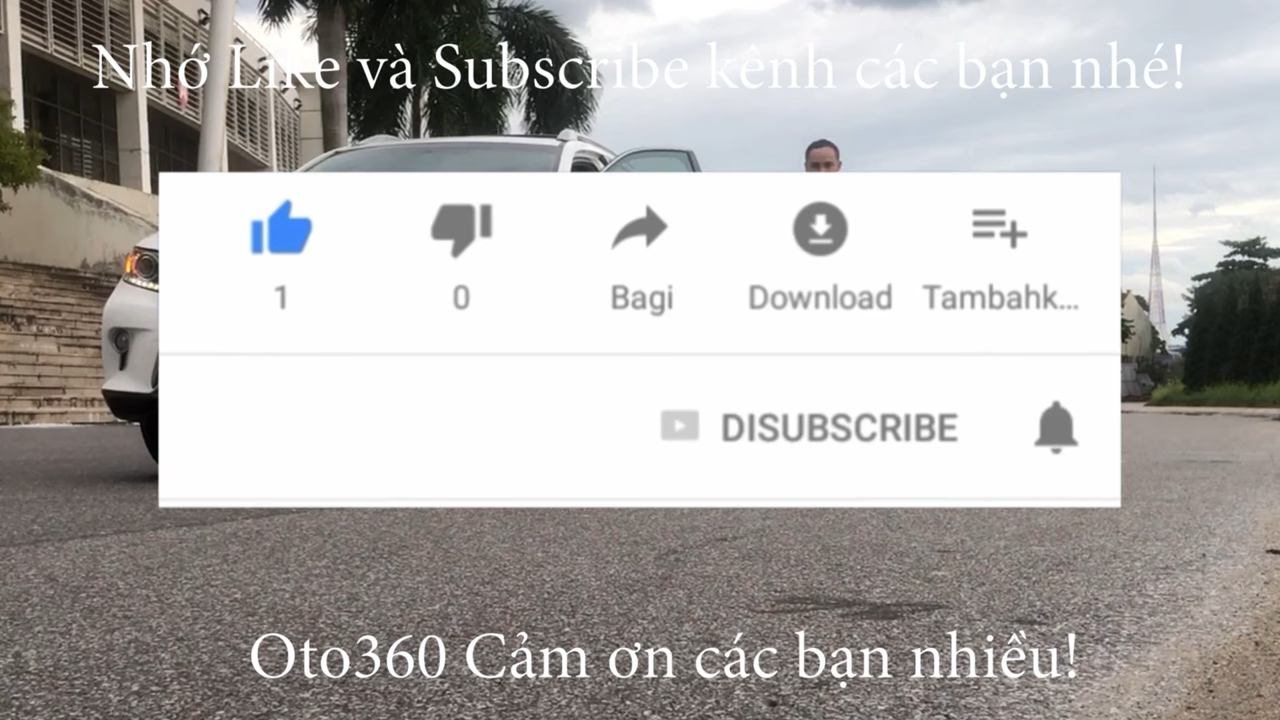 Nhớ Like và Subscribe kênh các bạn nhé!
1 0 Bagi Download Tambahk...
DISUBSCRIBE
Oto360 Cảm ơn các bạn nhiều!